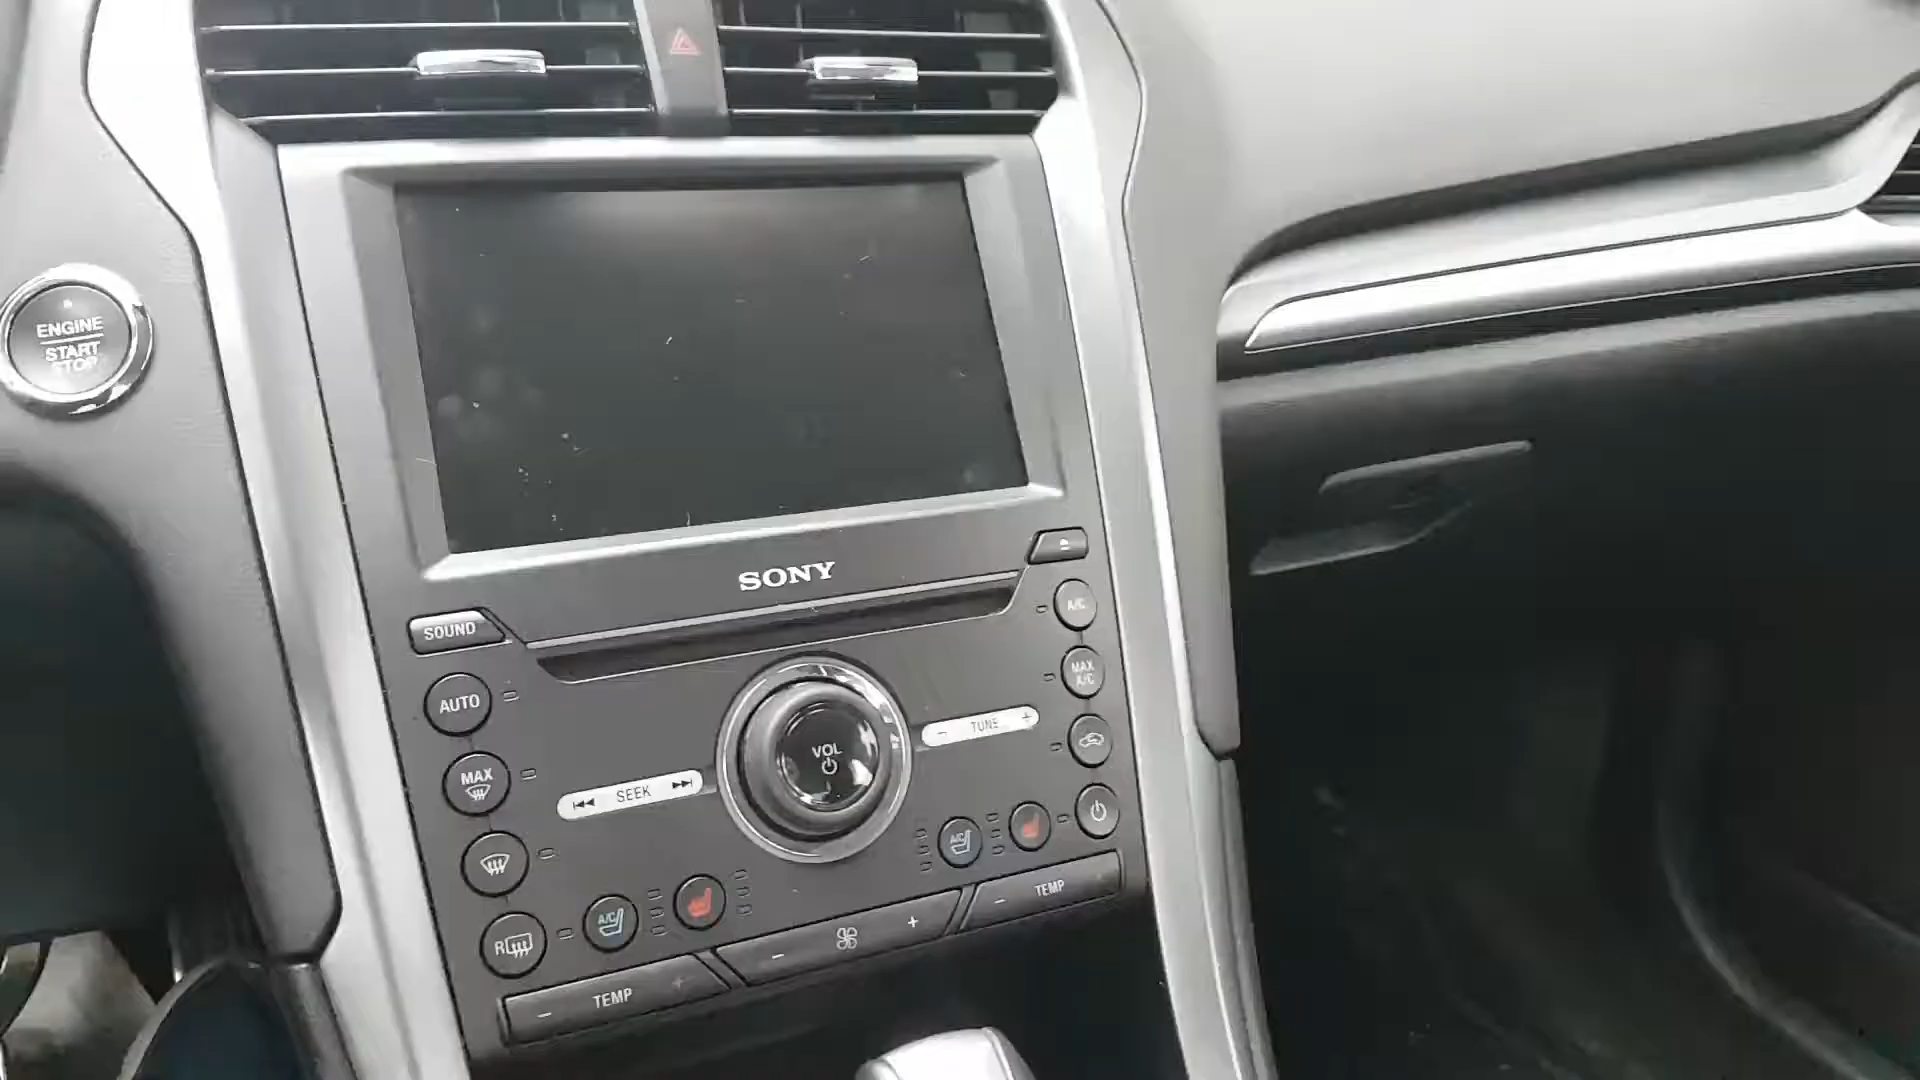 ENGINE
START
STOP
SONY
SOUND
A/C
AUTO
MAX
A/C
VOL
- TUNE +
MAX
SEEK
R
A/C
A/C
- TEMP +
- +
- TEMP